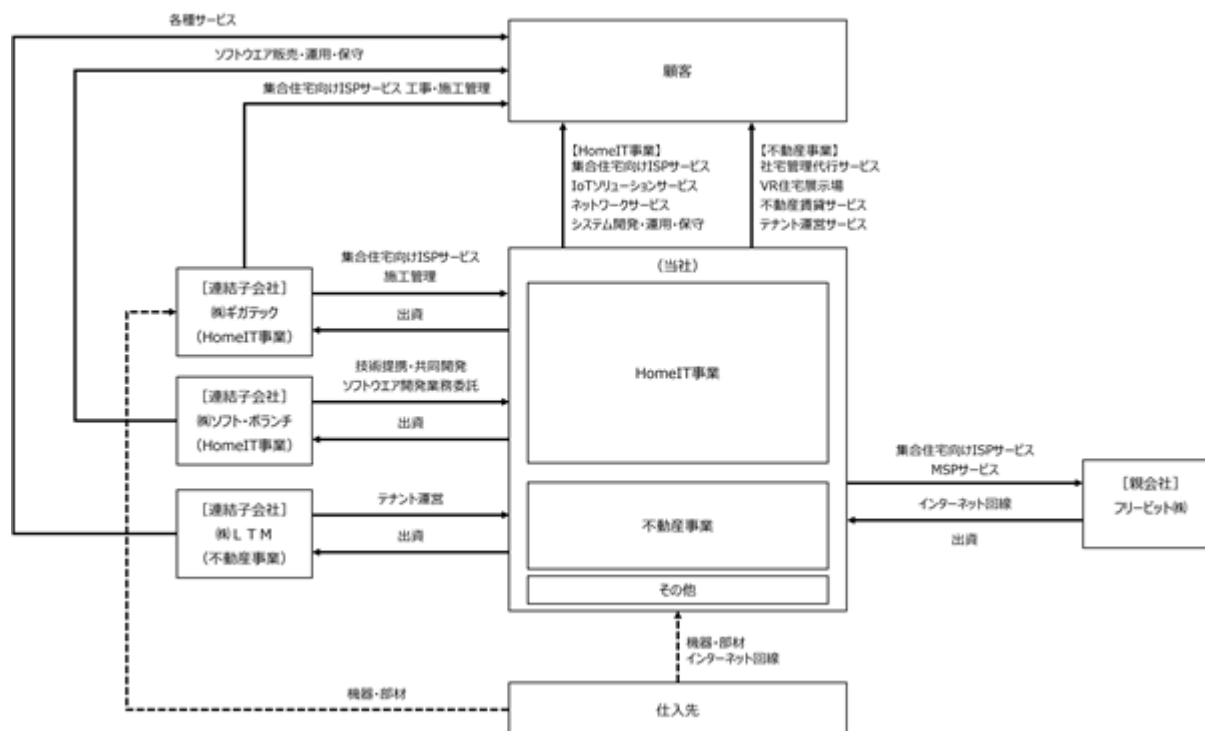 各種サービス
ソフトウエア販売・運用・保守
集合住宅向けISPサービス 工事・施工管理
顧客
【HomeIT事業】
集合住宅向けISPサービス
IoTソリューションサービス
ネットワークサービス
システム開発・運用・保守
【不動産事業】
社宅管理代行サービス
VR住宅展示場
不動産賃貸サービス
テナント運営サービス
［連結子会社］
㈱ギガテック
（HomeIT事業）
集合住宅向けISPサービス
施工管理
出資
［連結子会社］
㈱ソフト・ボランチ
（HomeIT事業）
技術提携・共同開発
ソフトウエア開発業務委託
出資
［連結子会社］
㈱ＬＴＭ
（不動産事業）
テナント運営
出資
（当社）
HomeIT事業
不動産事業
その他
集合住宅向けISPサービス
MSPサービス
インターネット回線
出資
［親会社］
フリービット㈱
機器・部材
インターネット回線
機器・部材
仕入先